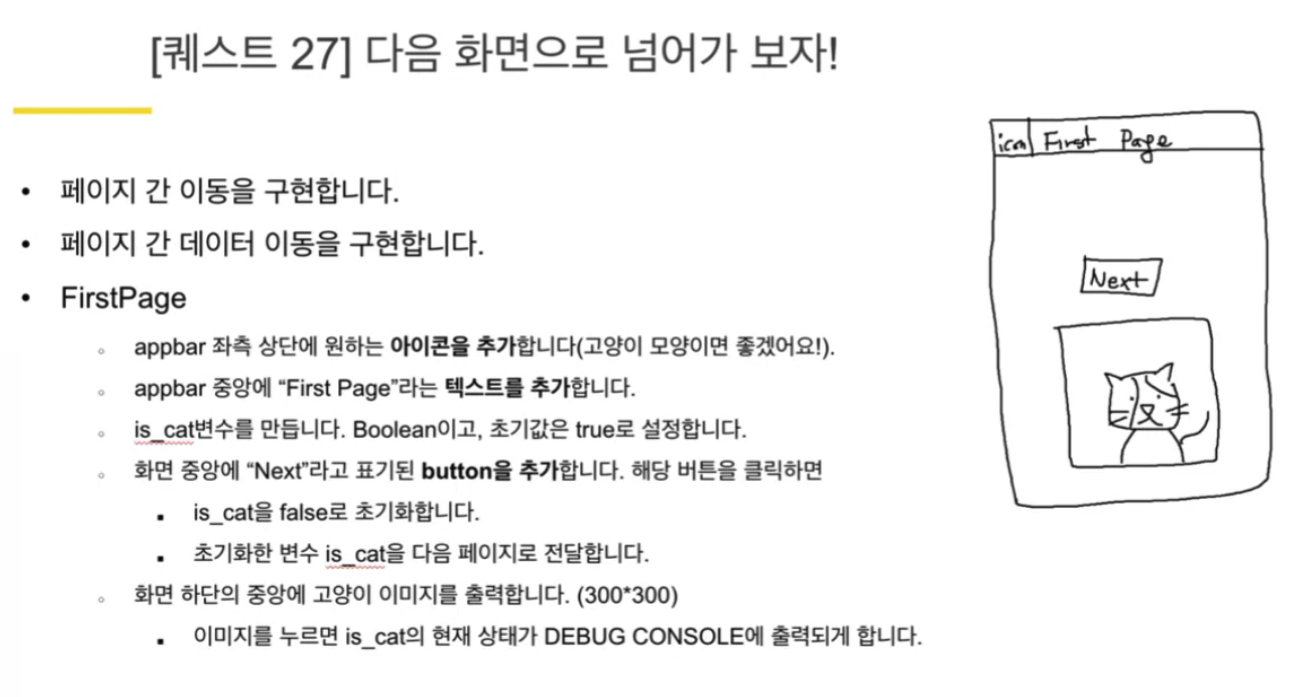 [퀘스트 27] 다음 화면으로 넘어가 보자!
• 페이지 간 이동을 구현합니다.
• 페이지 간 데이터 이동을 구현합니다.
• FirstPage
◦ appbar 좌측 상단에 원하는 아이콘을 추가합니다(고양이 모양이면 좋겠어요!).
◦ appbar 중앙에 “First Page”라는 텍스트를 추가합니다.
◦ is_cat변수를 만듭니다. Boolean이고, 초기값은 true로 설정합니다.
◦ 화면 중앙에 “Next”라고 표기된 button을 추가합니다. 해당 버튼을 클릭하면
▪ is_cat을 false로 초기화합니다.
▪ 초기화한 변수 is_cat을 다음 페이지로 전달합니다.
◦ 화면 하단의 중앙에 고양이 이미지를 출력합니다. (300*300)
▪ 이미지를 누르면 is_cat의 현재 상태가 DEBUG CONSOLE에 출력되게 합니다.
icon First Page
Next